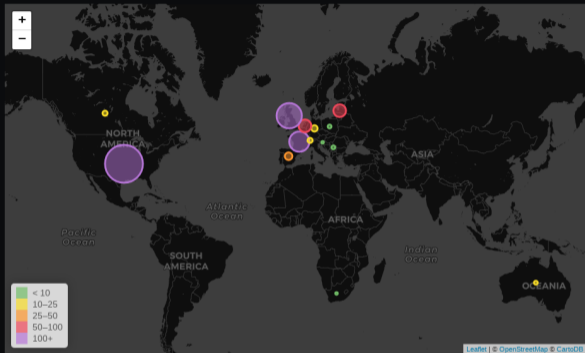 +
−
NORTH
AMERICA
ASIA
Atlantic
Ocean
Pacific
Ocean
AFRICA
Indian
Ocean
SOUTH
AMERICA
OCEANIA
< 10
10–25
25–50
50–100
100+
Leaflet | © OpenStreetMap © CartoDB